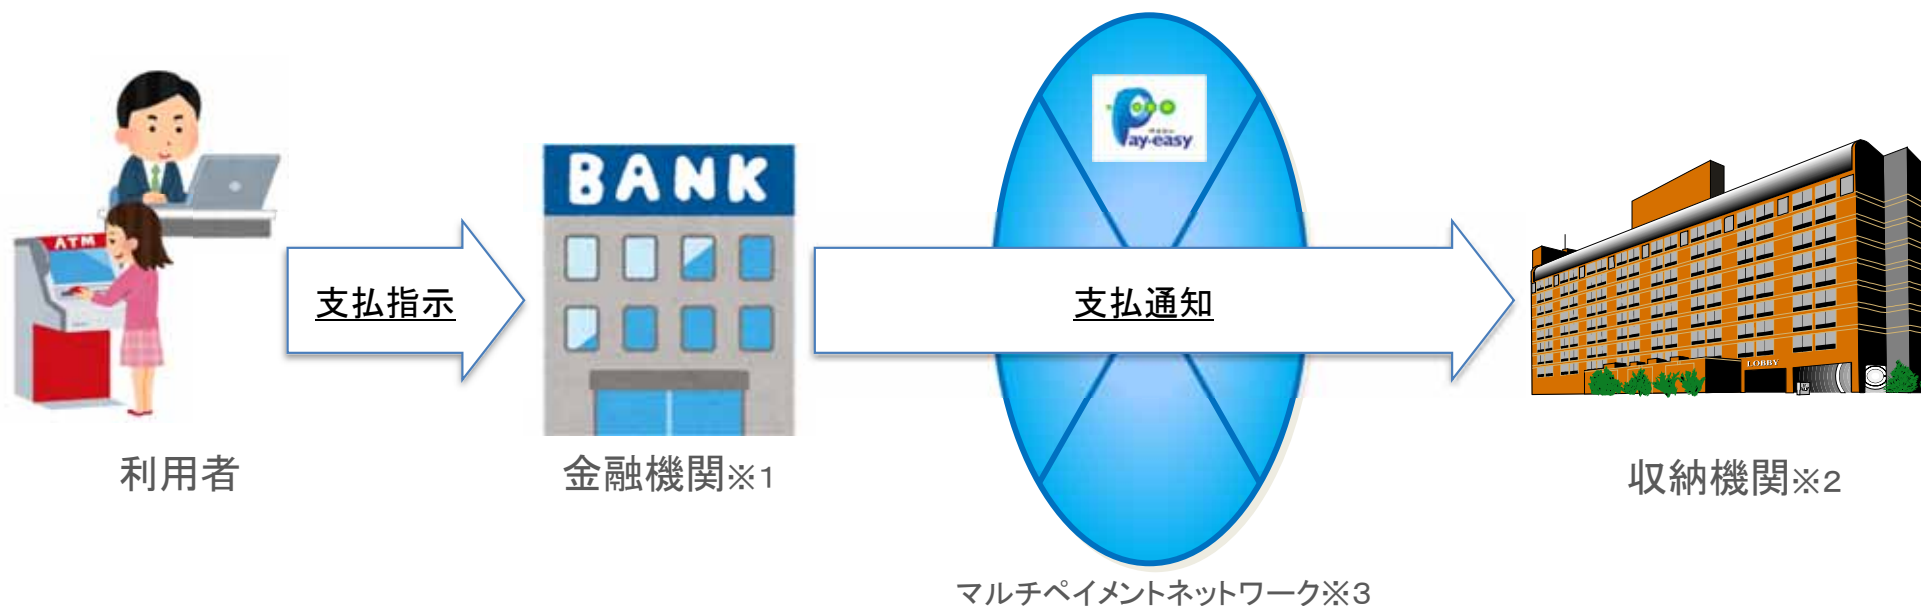 BANK
Pay-easy
ATM
支払指示
支払通知
LOBBY
利用者
金融機関※1
収納機関※2
マルチペイメントネットワーク※3